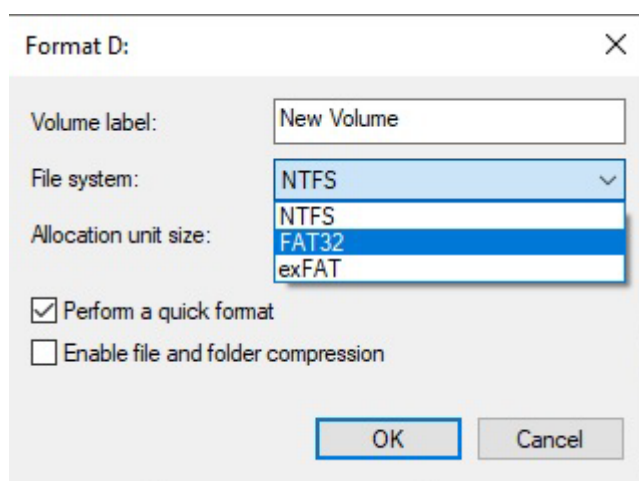 Format D:
Volume label: New Volume
File system: NTFS
NTFS
Allocation unit size: FAT32
exFAT
Perform a quick format
Enable file and folder compression
OK Cancel